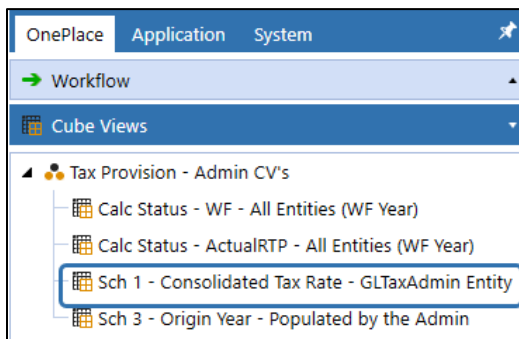 OnePlace Application System
Workflow
Cube Views
Tax Provision - Admin CV's
Calc Status - WF - All Entities (WF Year)
Calc Status - ActualRTP - All Entities (WF Year)
Sch 1 - Consolidated Tax Rate - GLTaxAdmin Entity
Sch 3 - Origin Year - Populated by the Admin